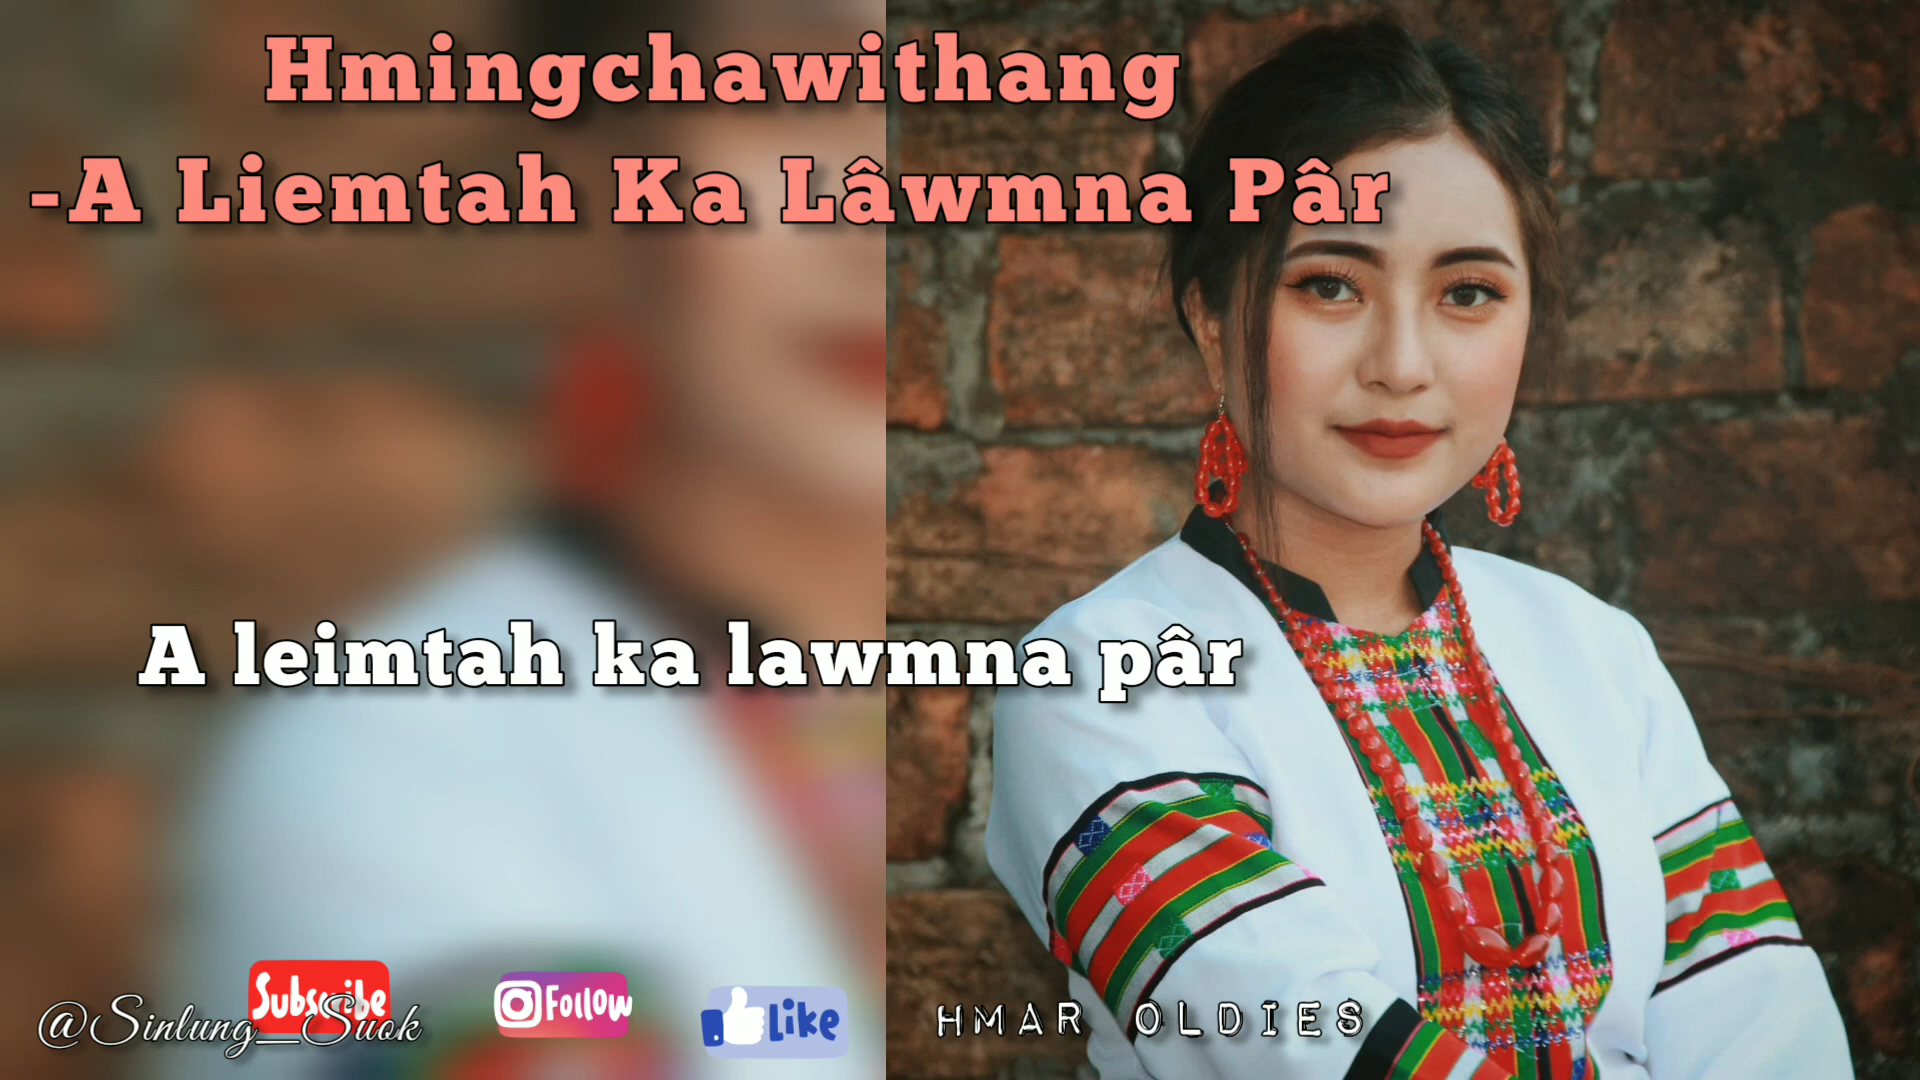 Hmingchawithang
-A Liemtah Ka Lâwmna Pâr
A leimtah ka lawmna pâr
Subscribe
@Sinlung_Suok
Follow
Like
HMAR OLDIES